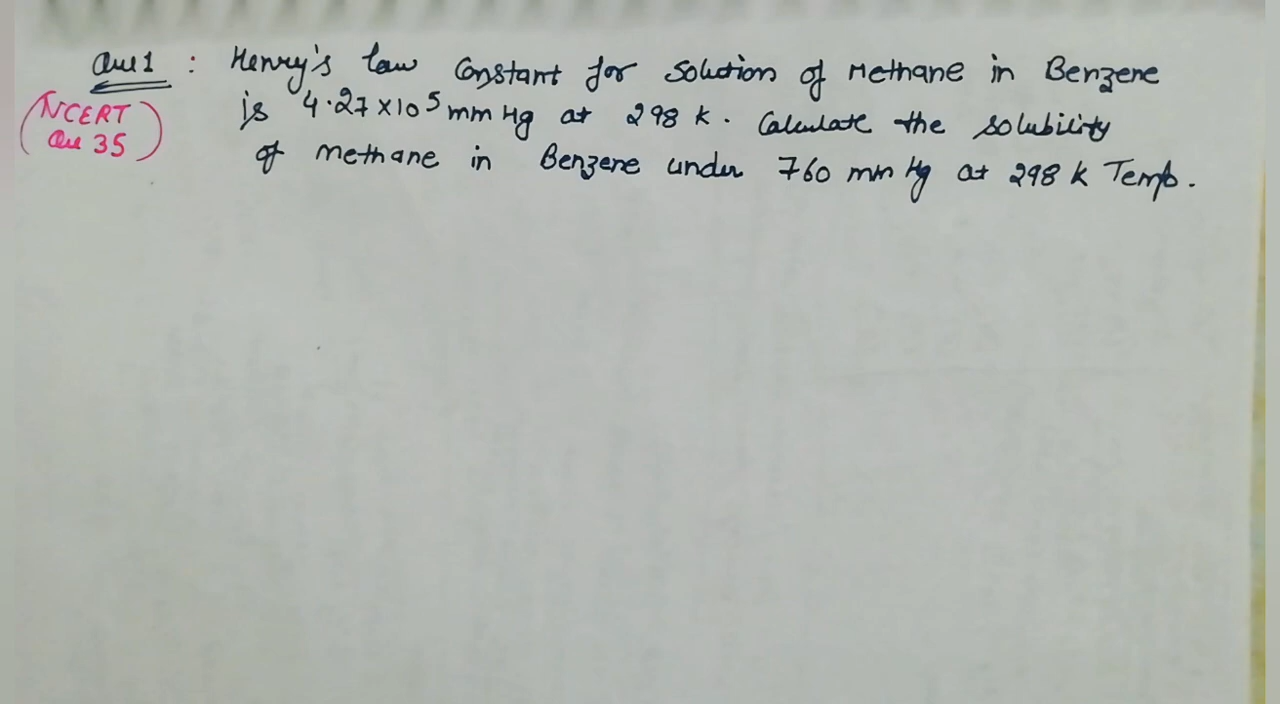 Que 1 : Henry's law Constant for Solution of Methane in Benzene
(NCERT Que 35)
is 4.27 x 10⁵ mm Hg at 298 K. Calculate the solubility
of methane in Benzene under 760 mm Hg at 298 K Temp.